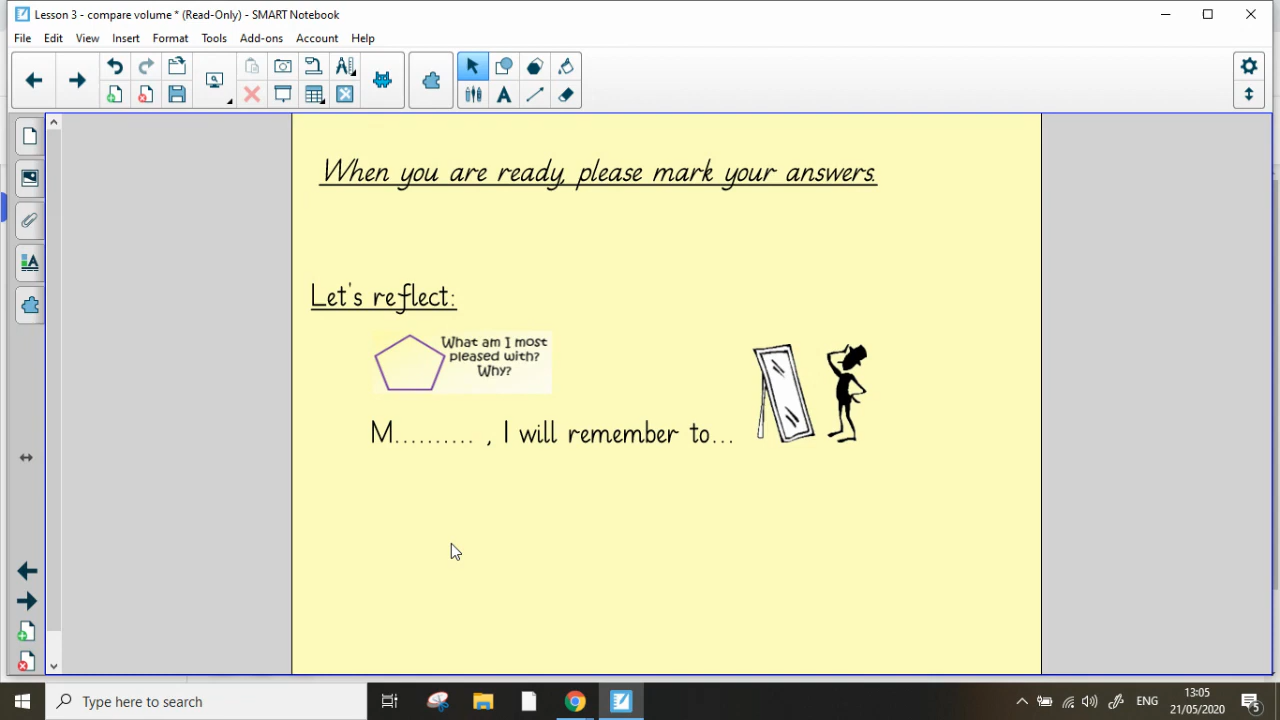 Lesson 3 - compare volume * (Read-Only) - SMART Notebook
File Edit View Insert Format Tools Add-ons Account Help
When you are ready, please mark your answers.
Let's reflect:
What am I most
pleased with?
Why?
M.......... , I will remember to...
Type here to search
ENG
13:05
21/05/2020
5